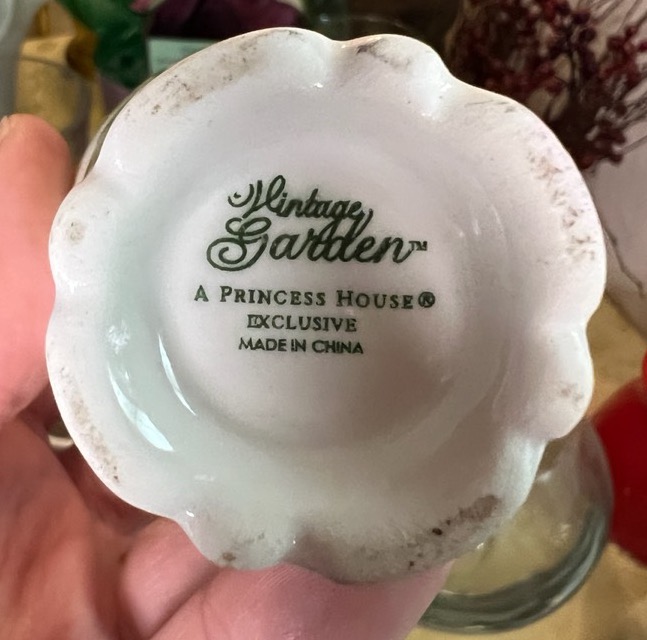 Vintage
Garden™
A PRINCESS HOUSE®
EXCLUSIVE
MADE IN CHINA